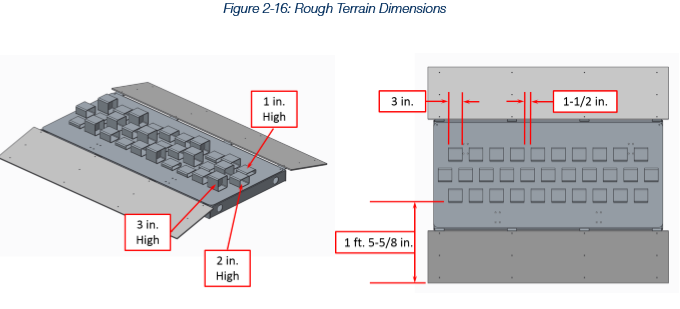 Figure 2-16: Rough Terrain Dimensions
1 in.
High
3 in.
High
2 in.
High
3 in.
1-1/2 in.
1 ft. 5-5/8 in.